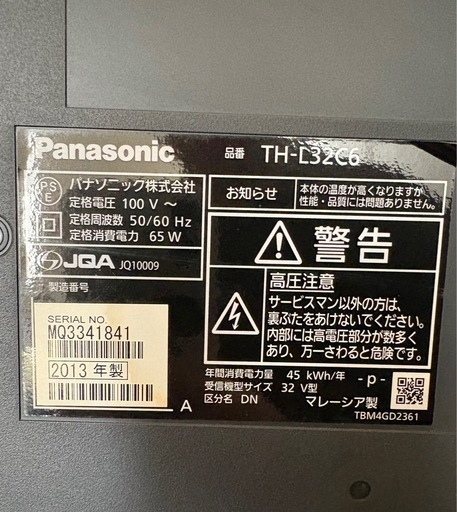 Panasonic 品番 TH-L32C6
PS E
パナソニック株式会社
定格電圧 100 V ～
定格周波数 50/60 Hz
定格消費電力 65 W
JQA JQ10009
製造番号
SERIAL NO.
MQ3341841
2013 年製
A
お知らせ
本体の温度が高くなりますが
性能・品質には問題ありません。
警告
高圧注意
サービスマン以外の方は、
裏ぶたをあけないでください。
内部には高電圧部分が数多く
あり、万一さわると危険です。
年間消費電力量 45 kWh/年
受信機型サイズ 32 V型
区分名 DN
- p -
マレーシア製
TBM4GD2361